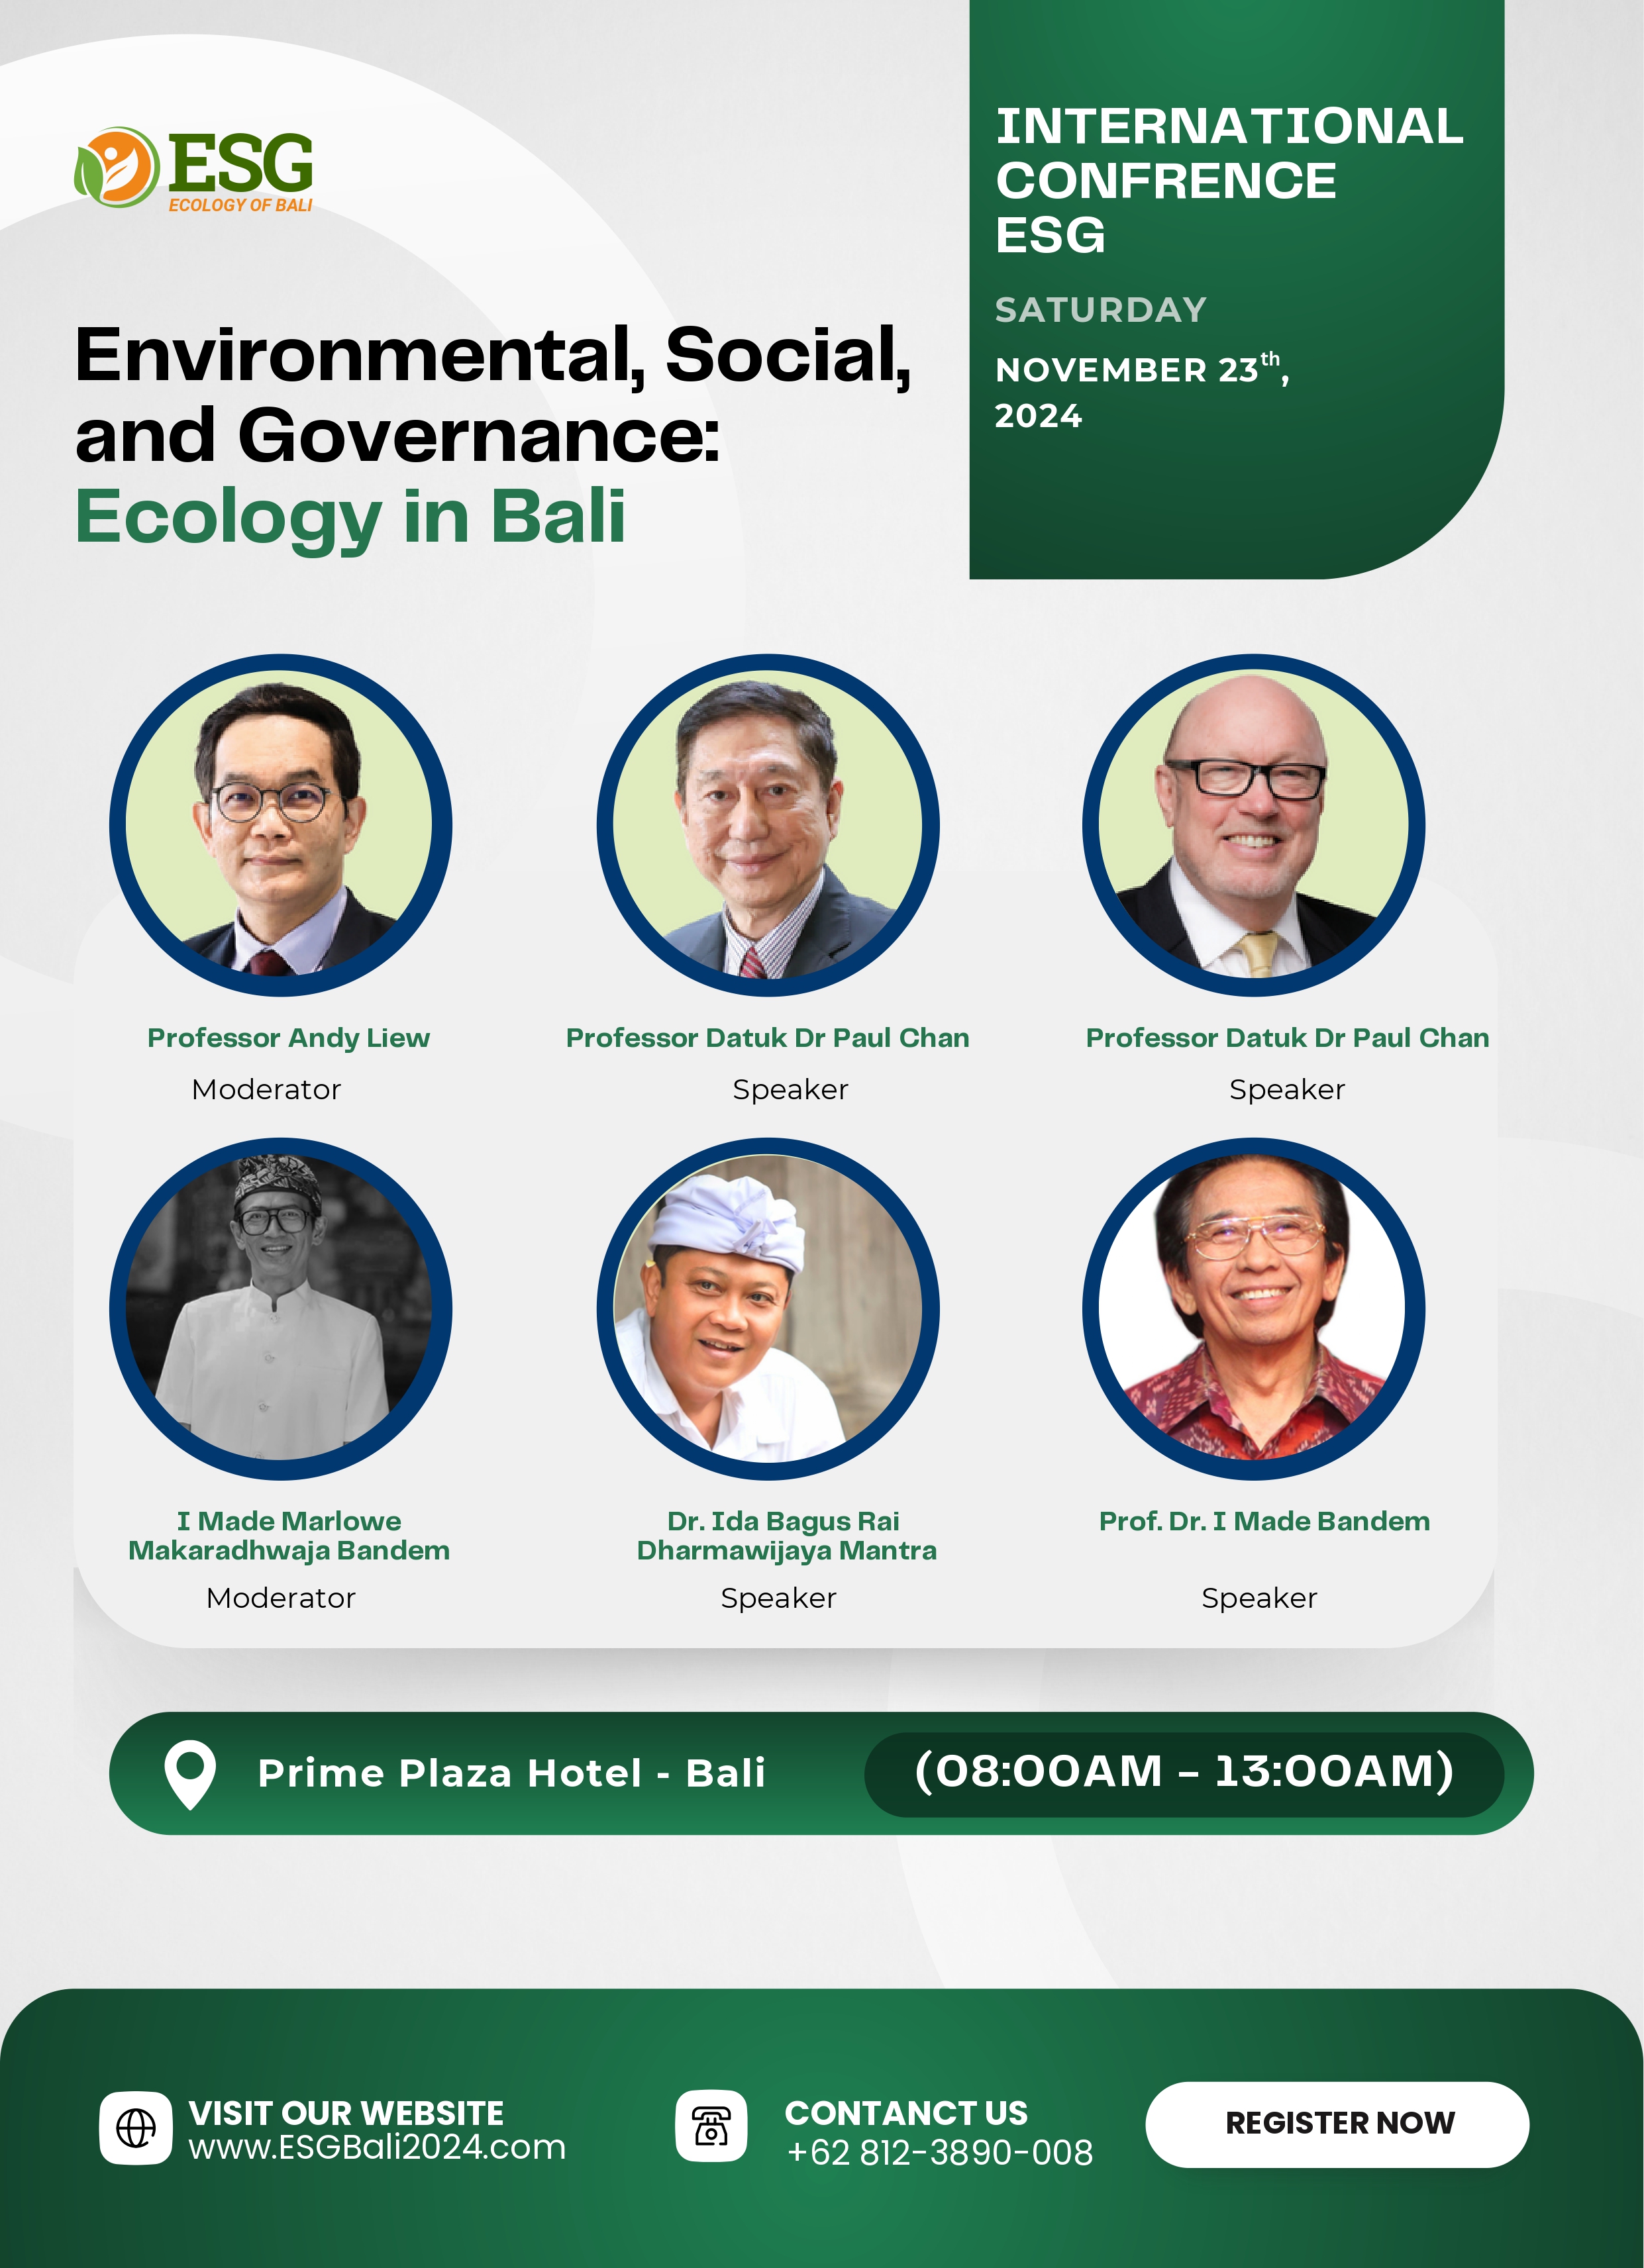 ESG
ECOLOGY OF BALI
INTERNATIONAL
CONFRENCE
ESG
SATURDAY
NOVEMBER 23th,
2024
Environmental, Social,
and Governance:
Ecology in Bali
Professor Andy Liew
Moderator
Professor Datuk Dr Paul Chan
Speaker
Professor Datuk Dr Paul Chan
Speaker
I Made Marlowe
Makaradhwaja Bandem
Moderator
Dr. Ida Bagus Rai
Dharmawijaya Mantra
Speaker
Prof. Dr. I Made Bandem
Speaker
Prime Plaza Hotel - Bali
(08:00AM – 13:00AM)
VISIT OUR WEBSITE
www.ESGBali2024.com
CONTANCT US
+62 812-3890-008
REGISTER NOW